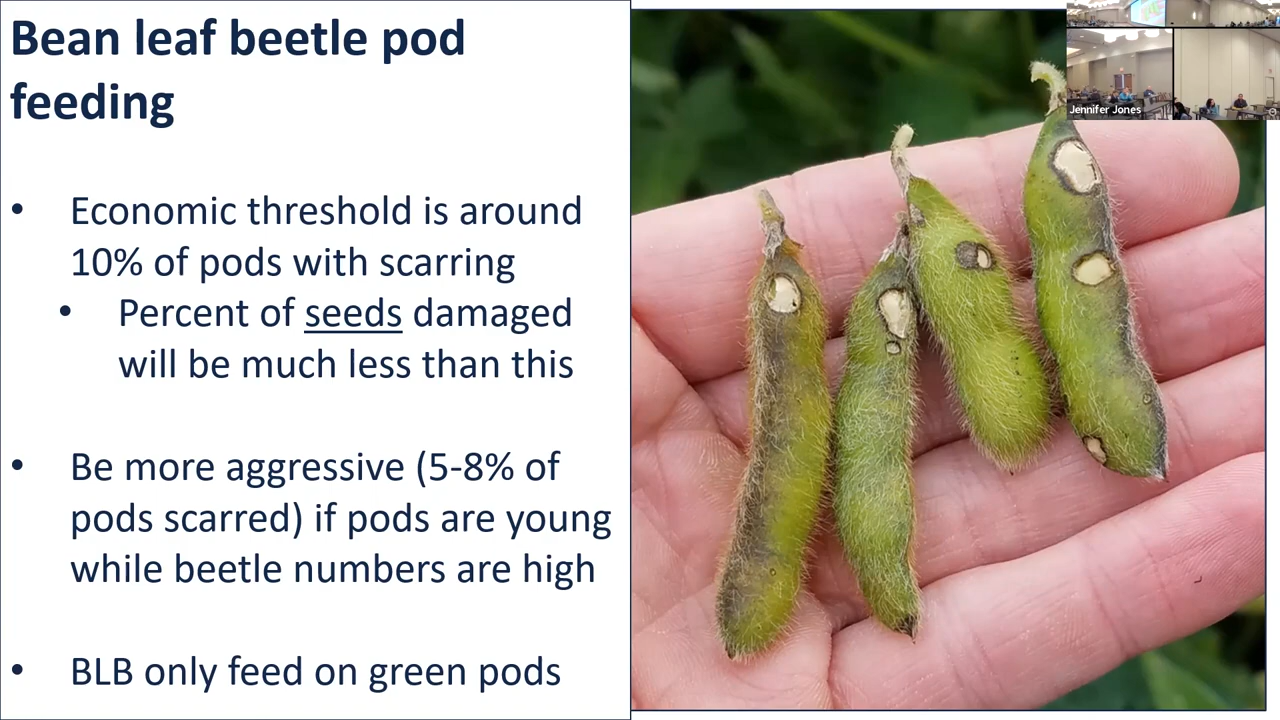 Bean leaf beetle pod
feeding
• Economic threshold is around
10% of pods with scarring
• Percent of seeds damaged
will be much less than this
• Be more aggressive (5-8% of
pods scarred) if pods are young
while beetle numbers are high
• BLB only feed on green pods
Jennifer Jones